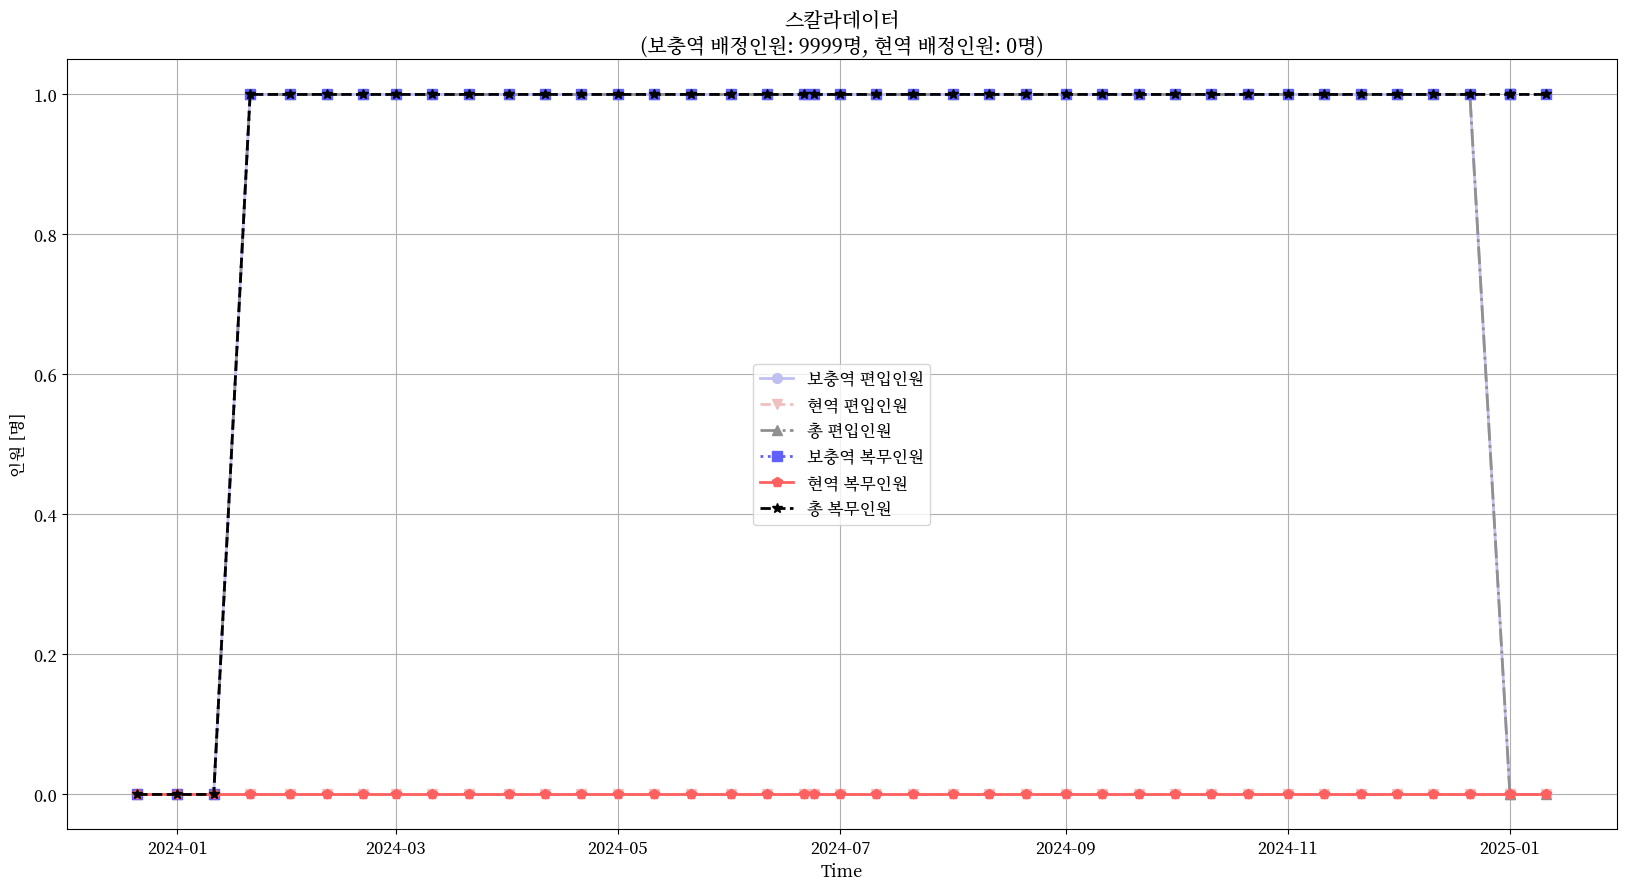 스칼라데이터
(보충역 배정인원: 9999명, 현역 배정인원: 0명)
인원 [명]
1.0
0.8
0.6
0.4
0.2
0.0
보충역 편입인원
현역 편입인원
총 편입인원
보충역 복무인원
현역 복무인원
총 복무인원
2024-01
2024-03
2024-05
2024-07
2024-09
2024-11
2025-01
Time